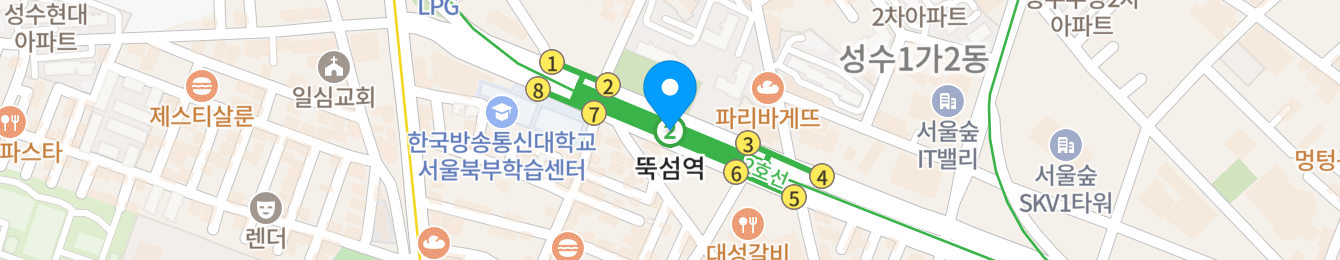 성수현대
아파트
LPG
2차아파트
아파트
성수1가2동
1
2
8
7
일심교회
제스티살룬
파스타
한국방송통신대학교
서울북부학습센터
2
뚝섬역
파리바게뜨
3
6
2호선
4
5
서울숲
IT밸리
서울숲
SKV1타워
렌더
대성갈비